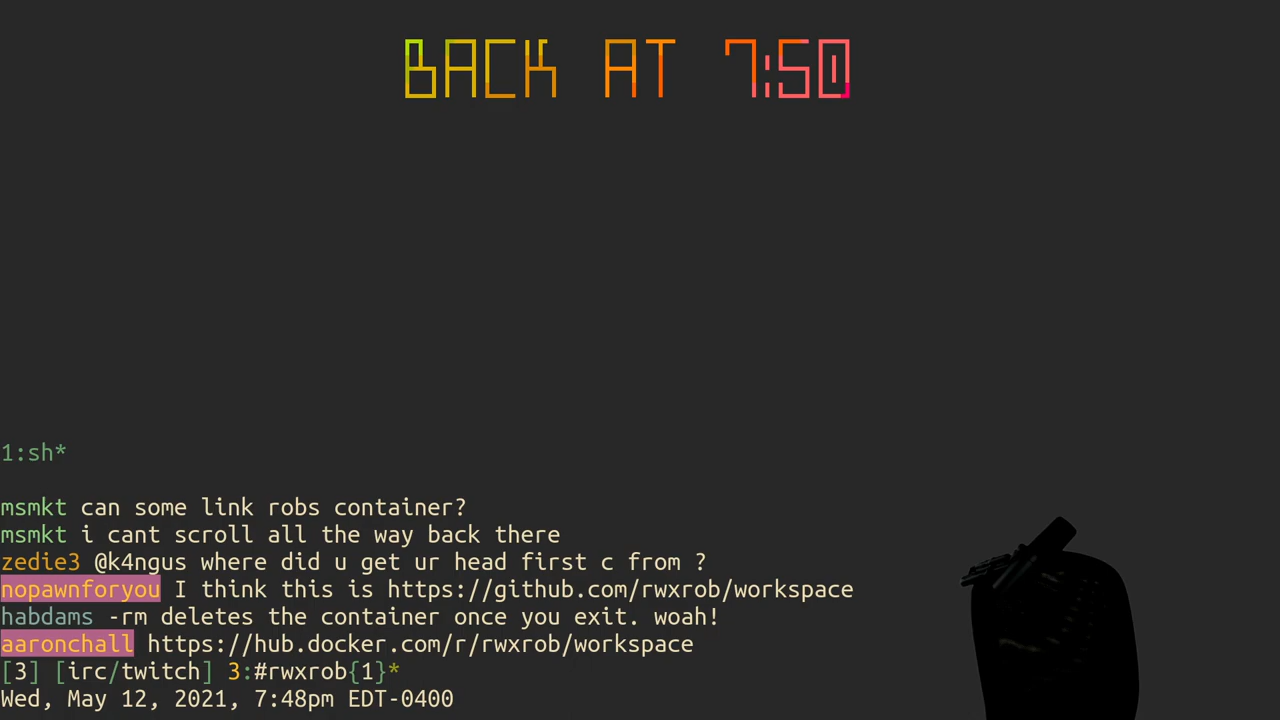 BACK AT 7:50
1:sh*
msmkt can some link robs container?
msmkt i cant scroll all the way back there
zedie3 @k4ngus where did u get ur head first c from ?
nopawnforyou I think this is https://github.com/rwxrob/workspace
habdams -rm deletes the container once you exit. woah!
aaronchall https://hub.docker.com/r/rwxrob/workspace
[3] [irc/twitch] 3:#rwxrob{1}*
Wed, May 12, 2021, 7:48pm EDT-0400